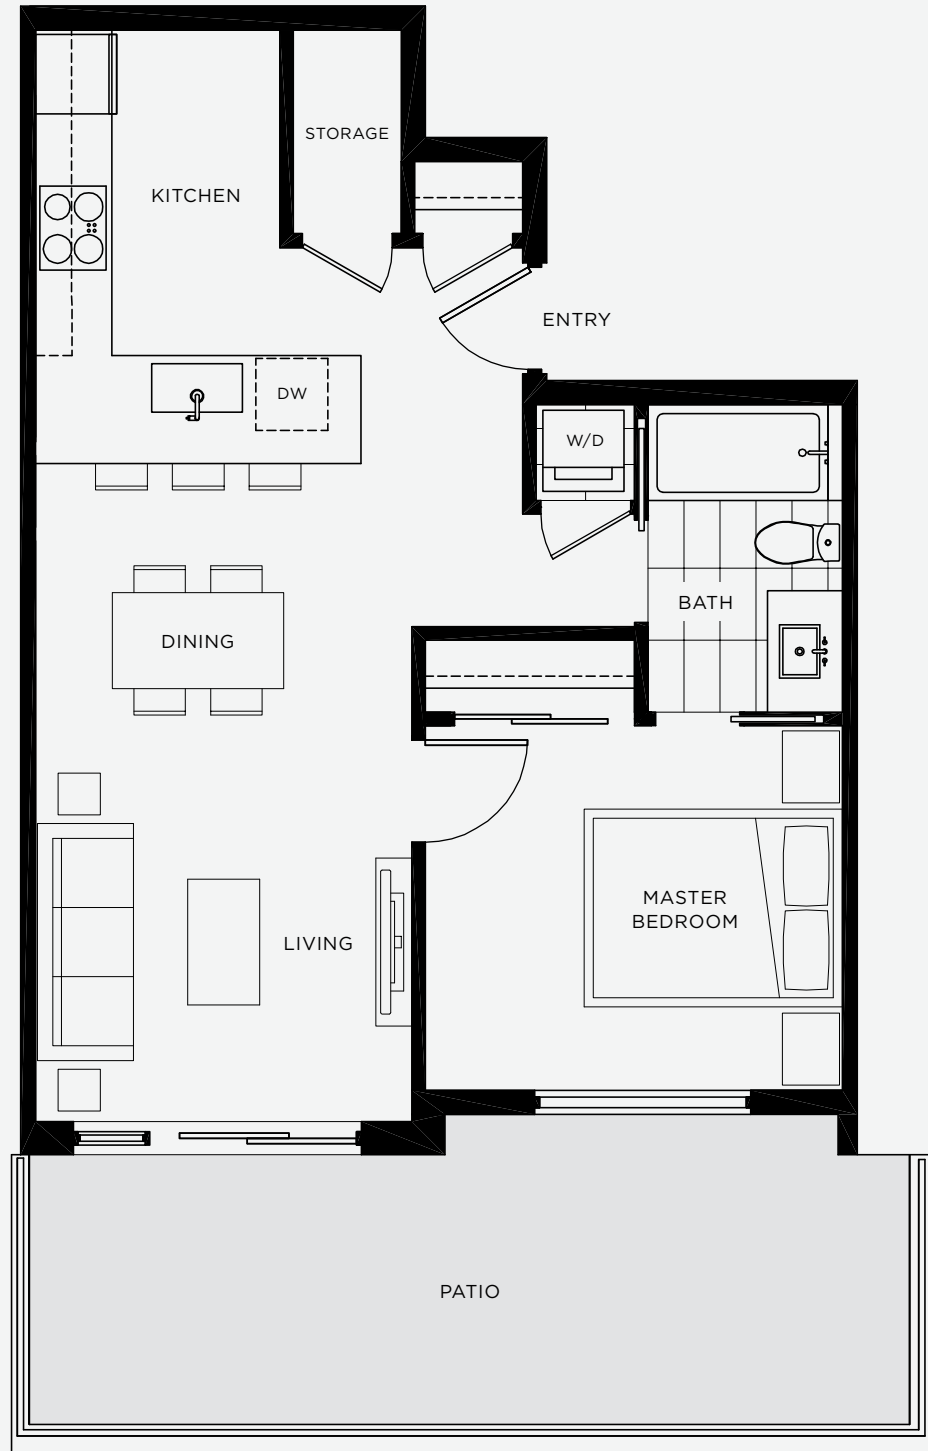 STORAGE
KITCHEN
ENTRY
DW
W/D
BATH
DINING
MASTER
BEDROOM
LIVING
PATIO